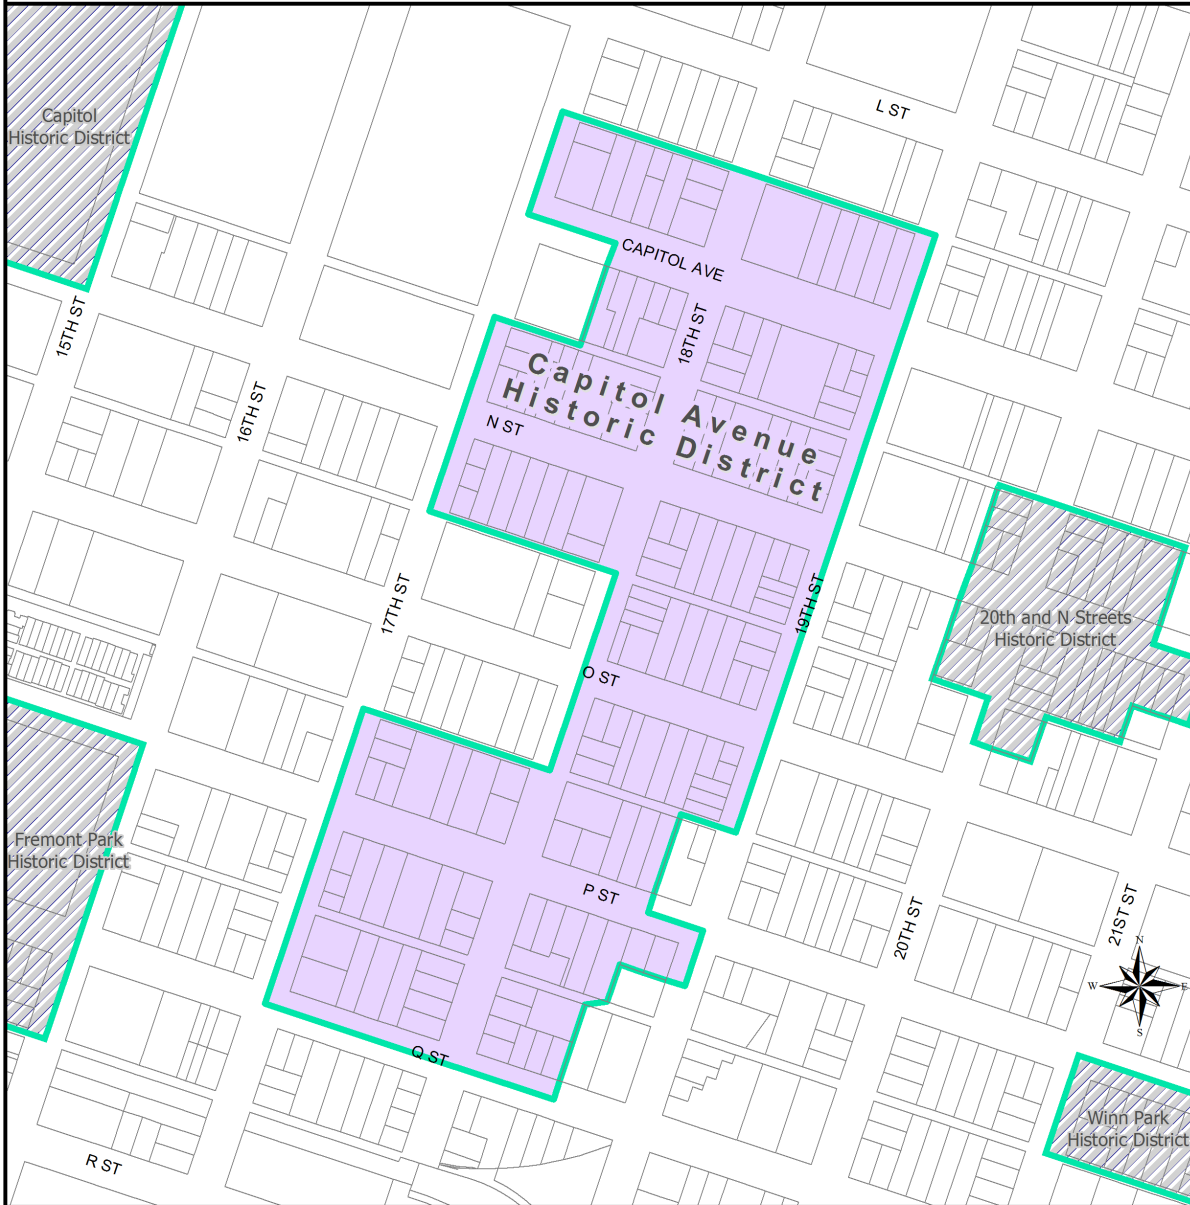 L ST
Capitol
Historic District
CAPITOL AVE
15TH ST
18TH ST
16TH ST
Capitol Avenue
Historic District
N ST
17TH ST
19TH ST
20th and N Streets
Historic District
O ST
Fremont Park
Historic District
P ST
20TH ST
21ST ST
N
W
E
S
Q ST
Winn Park
Historic District
R ST